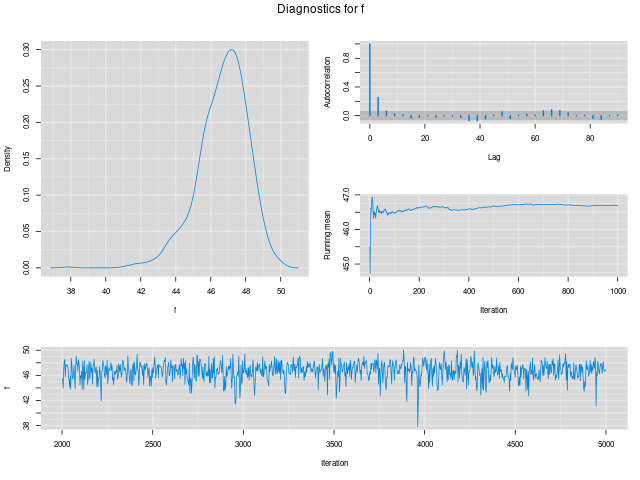 Diagnostics for f
Density
0.00 0.05 0.10 0.15 0.20 0.25 0.30
38 40 42 44 46 48 50
f
Autocorrelation
0.0 0.4 0.8
0 20 40 60 80
Lag
Running mean
45.0 46.0 47.0
0 200 400 600 800 1000
Iteration
f
38 42 46 50
2000 2500 3000 3500 4000 4500 5000
Iteration